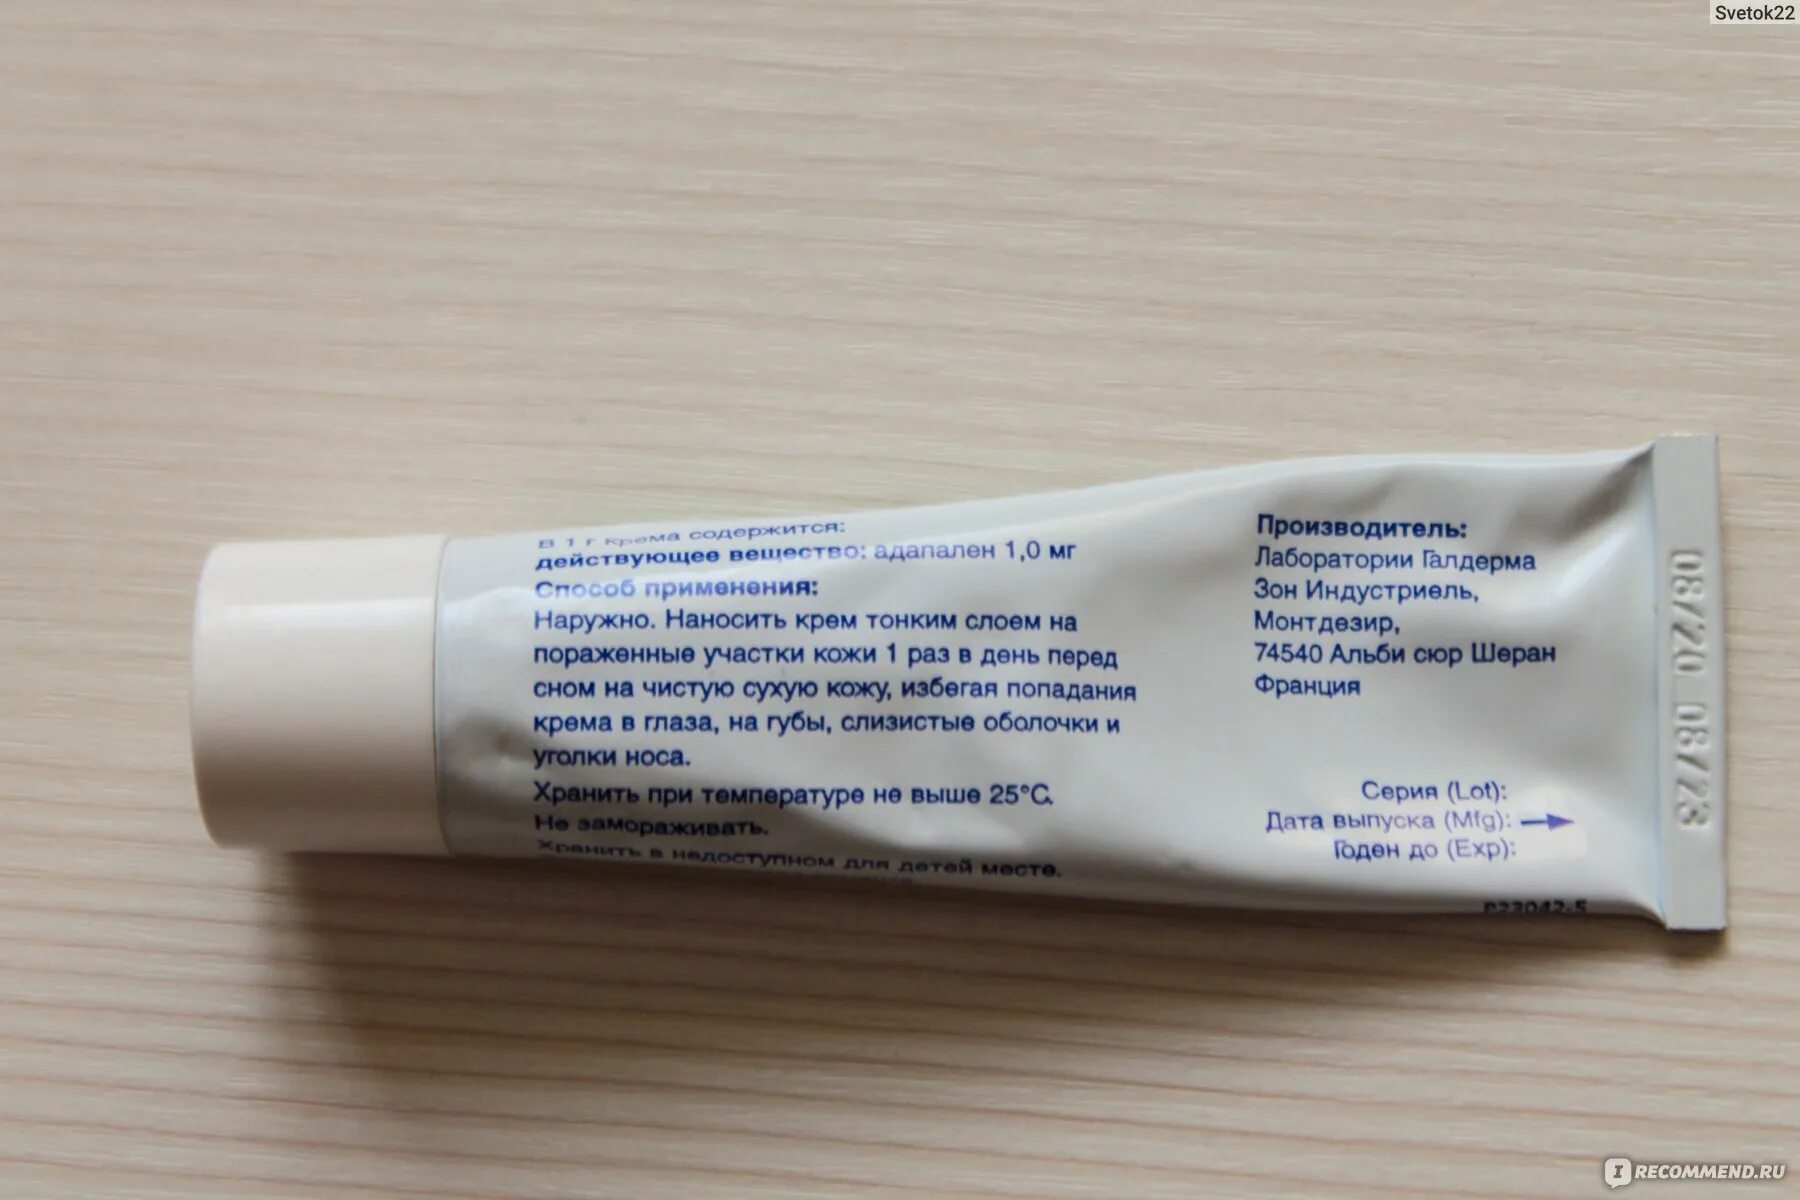 Svetok22
В 1 г крема содержится:
действующее вещество: адапален 1,0 мг
Способ применения:
Наружно. Наносить крем тонким слоем на
пораженные участки кожи 1 раз в день перед
сном на чистую сухую кожу, избегая попадания
крема в глаза, на губы, слизистые оболочки и
уголки носа.
Хранить при температуре не выше 25°C.
Не замораживать.
Хранить в недоступном для детей месте.
Производитель:
Лаборатории Галдерма
Зон Индустриель,
Монтдезир,
74540 Альби сюр Шеран
Франция
Серия (Lot):
Дата выпуска (Mfg):
Годен до (Exp):
P23042-5
08/20 08/23
IRECOMMEND.RU